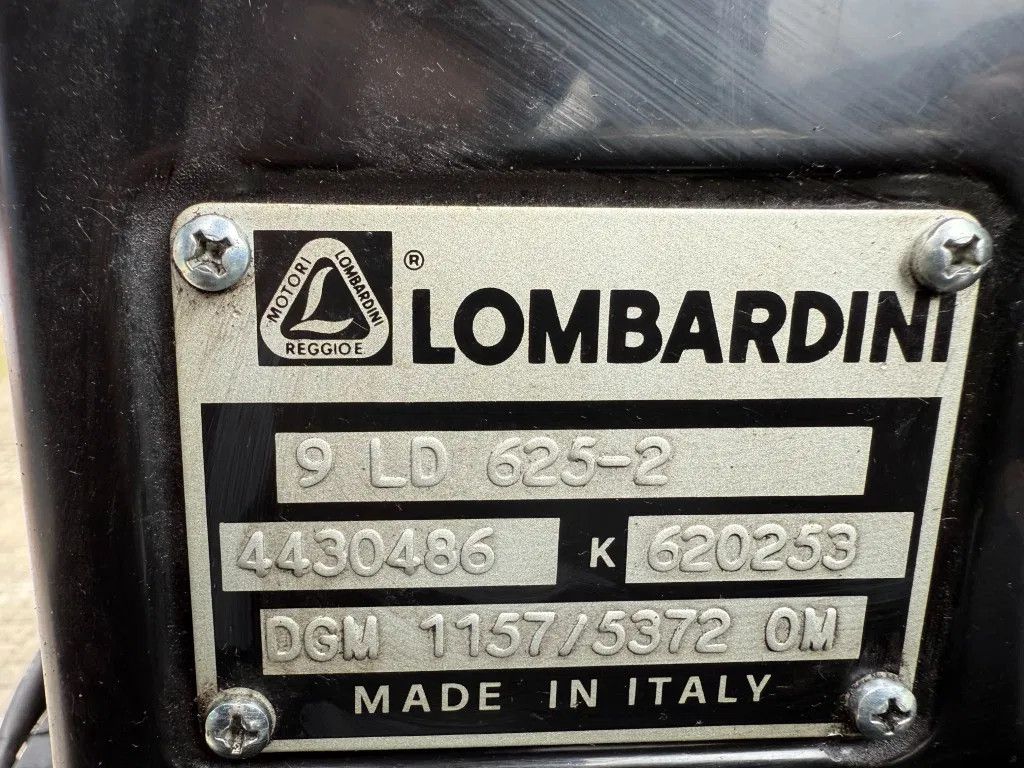 MOTORI LOMBARDINI
REGGIO E.
® LOMBARDINI
9 LD 625-2
4430486 K 620253
DGM 1157/5372 OM
MADE IN ITALY